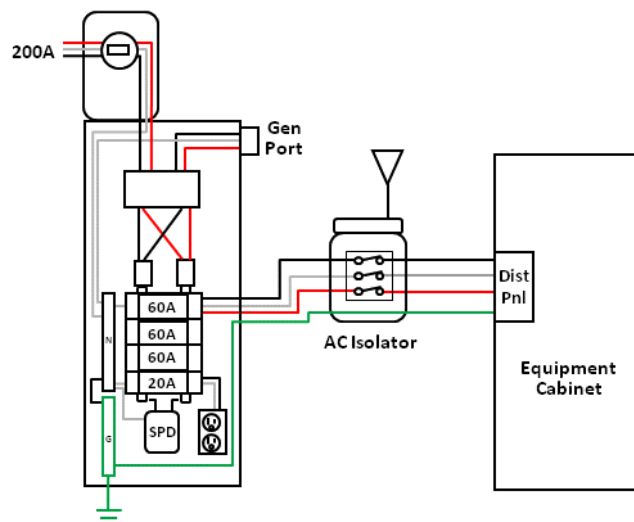 200A
Gen
Port
60A
60A
60A
20A
N
G
SPD
AC Isolator
Dist
Pnl
Equipment
Cabinet